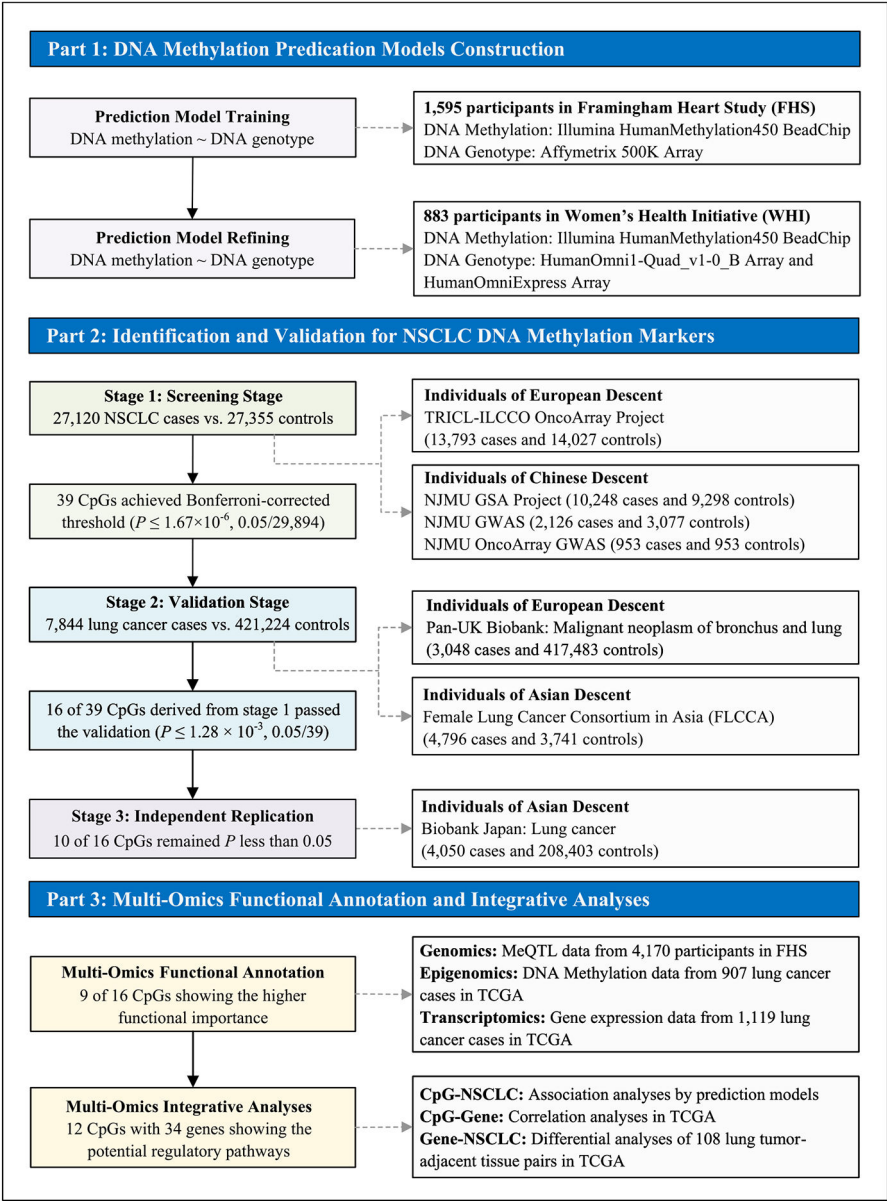 Part 1: DNA Methylation Predication Models Construction
Prediction Model Training
DNA methylation ~ DNA genotype
1,595 participants in Framingham Heart Study (FHS)
DNA Methylation: Illumina HumanMethylation450 BeadChip
DNA Genotype: Affymetrix 500K Array
Prediction Model Refining
DNA methylation ~ DNA genotype
883 participants in Women's Health Initiative (WHI)
DNA Methylation: Illumina HumanMethylation450 BeadChip
DNA Genotype: HumanOmni1-Quad_v1-0_B Array and
HumanOmniExpress Array
Part 2: Identification and Validation for NSCLC DNA Methylation Markers
Stage 1: Screening Stage
27,120 NSCLC cases vs. 27,355 controls
Individuals of European Descent
TRICL-ILCCO OncoArray Project
(13,793 cases and 14,027 controls)
Individuals of Chinese Descent
NJMU GSA Project (10,248 cases and 9,298 controls)
NJMU GWAS (2,126 cases and 3,077 controls)
NJMU OncoArray GWAS (953 cases and 953 controls)
39 CpGs achieved Bonferroni-corrected
threshold (P ≤ 1.67×10⁻⁶, 0.05/29,894)
Stage 2: Validation Stage
7,844 lung cancer cases vs. 421,224 controls
Individuals of European Descent
Pan-UK Biobank: Malignant neoplasm of bronchus and lung
(3,048 cases and 417,483 controls)
Individuals of Asian Descent
Female Lung Cancer Consortium in Asia (FLCCA)
(4,796 cases and 3,741 controls)
16 of 39 CpGs derived from stage 1 passed
the validation (P ≤ 1.28 × 10⁻³, 0.05/39)
Stage 3: Independent Replication
10 of 16 CpGs remained P less than 0.05
Individuals of Asian Descent
Biobank Japan: Lung cancer
(4,050 cases and 208,403 controls)
Part 3: Multi-Omics Functional Annotation and Integrative Analyses
Multi-Omics Functional Annotation
9 of 16 CpGs showing the higher
functional importance
Genomics: MeQTL data from 4,170 participants in FHS
Epigenomics: DNA Methylation data from 907 lung cancer
cases in TCGA
Transcriptomics: Gene expression data from 1,119 lung
cancer cases in TCGA
Multi-Omics Integrative Analyses
12 CpGs with 34 genes showing the
potential regulatory pathways
CpG-NSCLC: Association analyses by prediction models
CpG-Gene: Correlation analyses in TCGA
Gene-NSCLC: Differential analyses of 108 lung tumor-
adjacent tissue pairs in TCGA